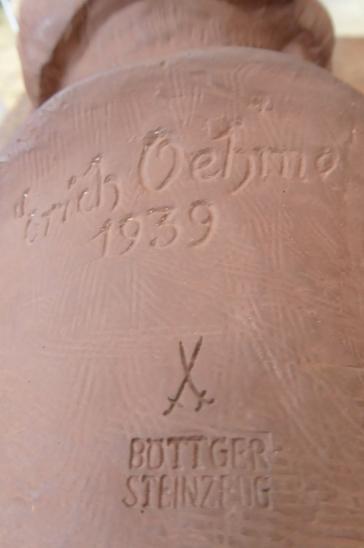 Erich Oehme
1939
BÖTTGER-
STEINZEUG